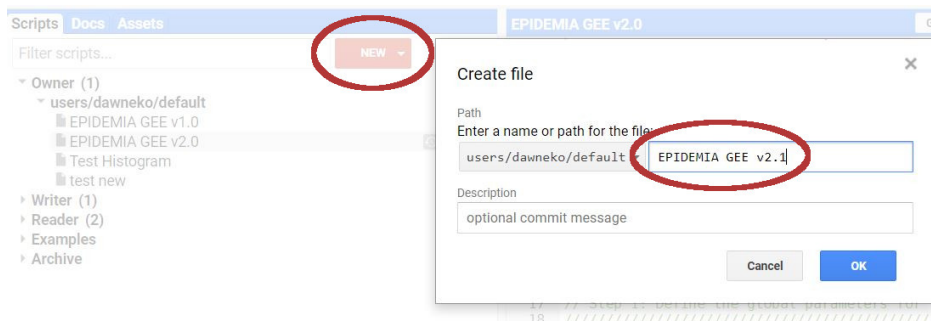 Scripts Docs Assets
EPIDEMIA GEE v2.0
Filter scripts...
NEW
Owner (1)
users/dawneko/default
EPIDEMIA GEE v1.0
EPIDEMIA GEE v2.0
Test Histogram
test new
Writer (1)
Reader (2)
Examples
Archive
Create file
Path
Enter a name or path for the file:
users/dawneko/default
EPIDEMIA GEE v2.1
Description
optional commit message
Cancel
OK
17 // Step 1: Define the global parameters for
18 ////////////////////////////////////////